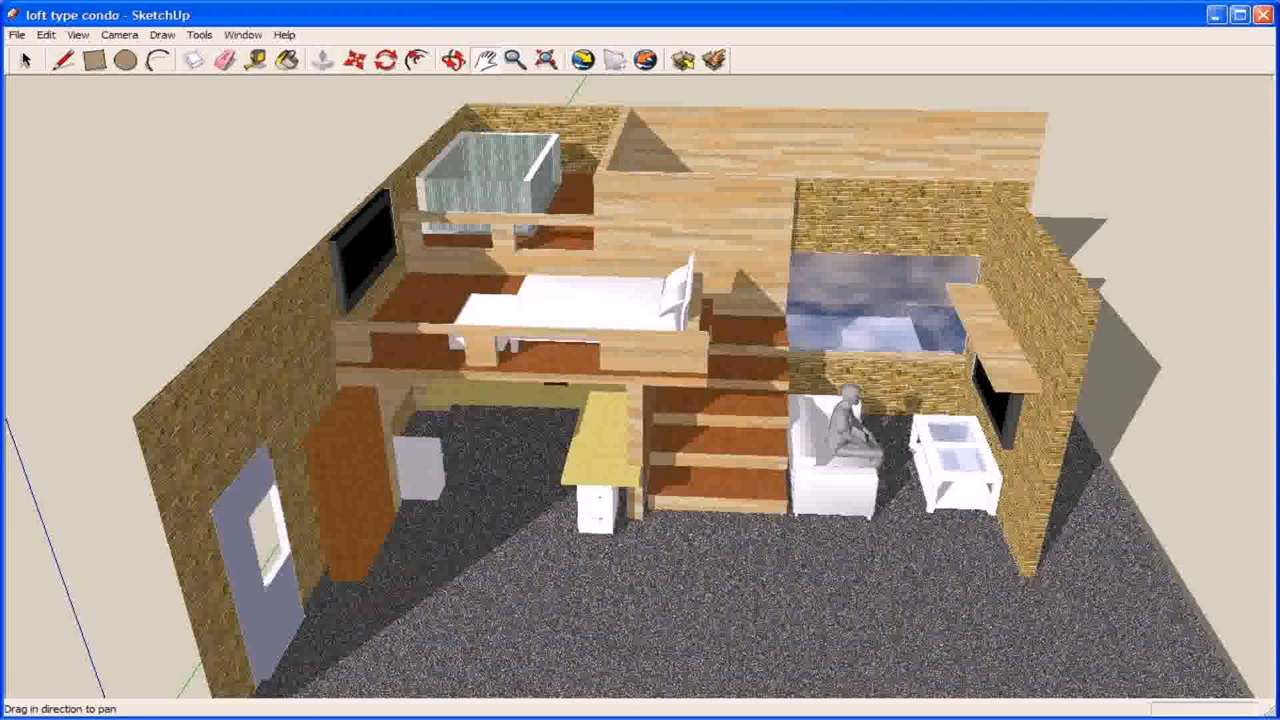 loft type condo - SketchUp
File Edit View Camera Draw Tools Window Help
Drag in direction to pan